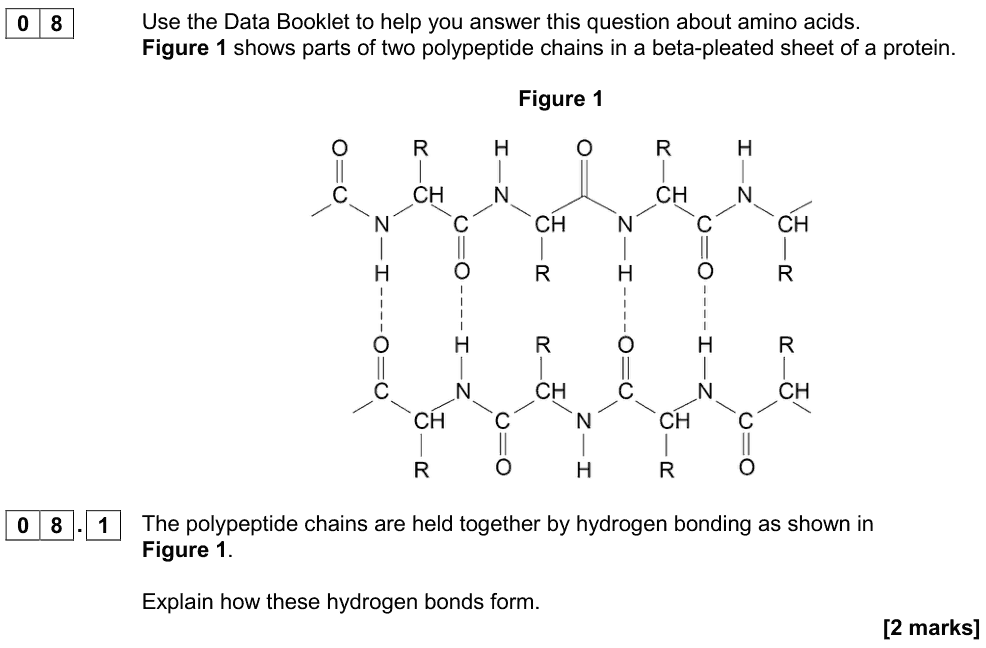 0 8 Use the Data Booklet to help you answer this question about amino acids.
Figure 1 shows parts of two polypeptide chains in a beta-pleated sheet of a protein.
Figure 1
O R H O R H
C CH N CH N
N C CH N C CH
H O R H O R
O H R O H R
C N CH C N CH
CH C N CH C
R O H R O
0 8 . 1 The polypeptide chains are held together by hydrogen bonding as shown in
Figure 1.
Explain how these hydrogen bonds form.
[2 marks]